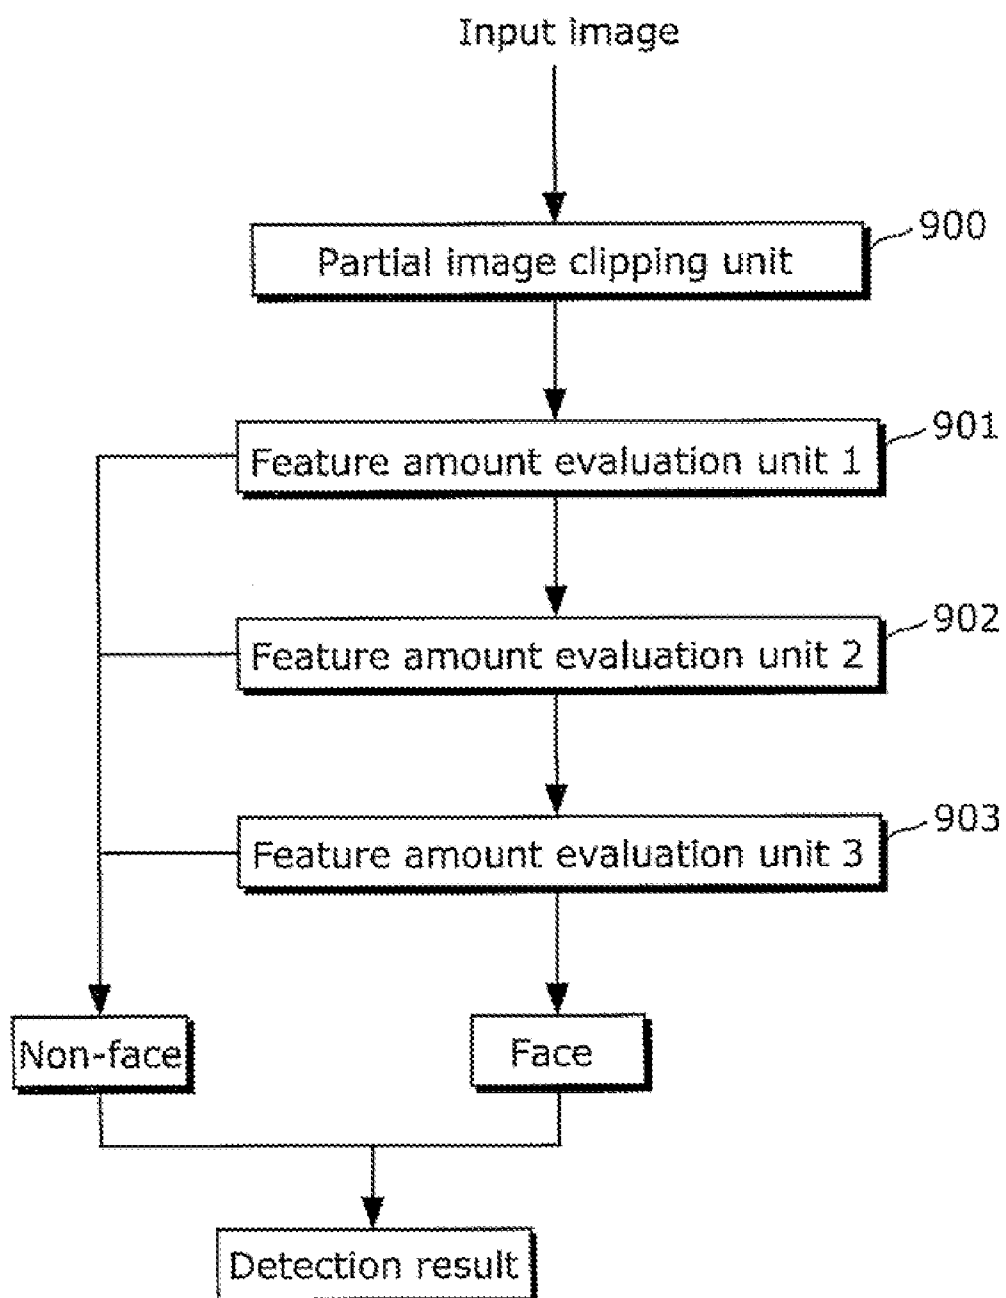 Input image
900
Partial image clipping unit
901
Feature amount evaluation unit 1
902
Feature amount evaluation unit 2
903
Feature amount evaluation unit 3
Non-face
Face
Detection result